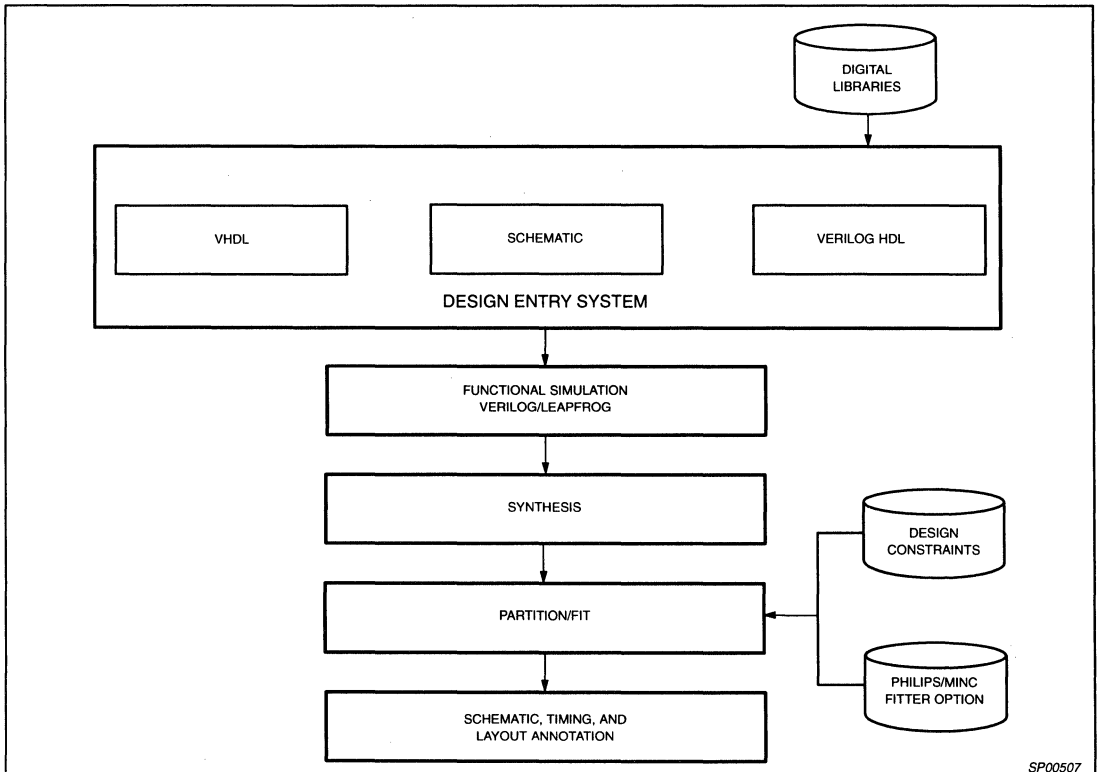 DIGITAL
LIBRARIES
VHDL
SCHEMATIC
VERILOG HDL
DESIGN ENTRY SYSTEM
FUNCTIONAL SIMULATION
VERILOG/LEAPFROG
SYNTHESIS
DESIGN
CONSTRAINTS
PARTITION/FIT
PHILIPS/MINC
FITTER OPTION
SCHEMATIC, TIMING, AND
LAYOUT ANNOTATION
SP00507